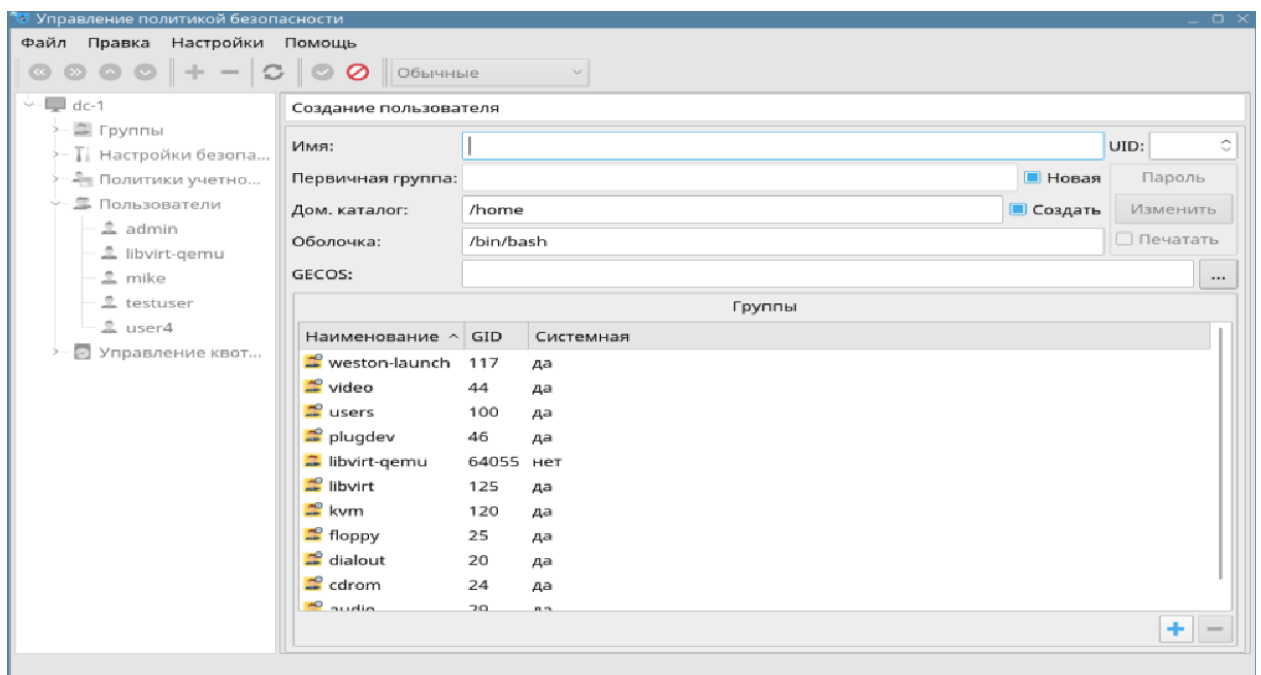 Управление политикой безопасности
Файл Правка Настройки Помощь
Обычные
dc-1
Группы
Настройки безопа...
Политики учетно...
Пользователи
admin
libvirt-qemu
mike
testuser
user4
Управление квот...
Создание пользователя
Имя: UID:
Первичная группа: Новая Пароль
Дом. каталог: /home Создать Изменить
Оболочка: /bin/bash Печатать
GECOS: ...
Группы
Наименование GID Системная
weston-launch 117 да
video 44 да
users 100 да
plugdev 46 да
libvirt-qemu 64055 нет
libvirt 125 да
kvm 120 да
floppy 25 да
dialout 20 да
cdrom 24 да
audio 29 да